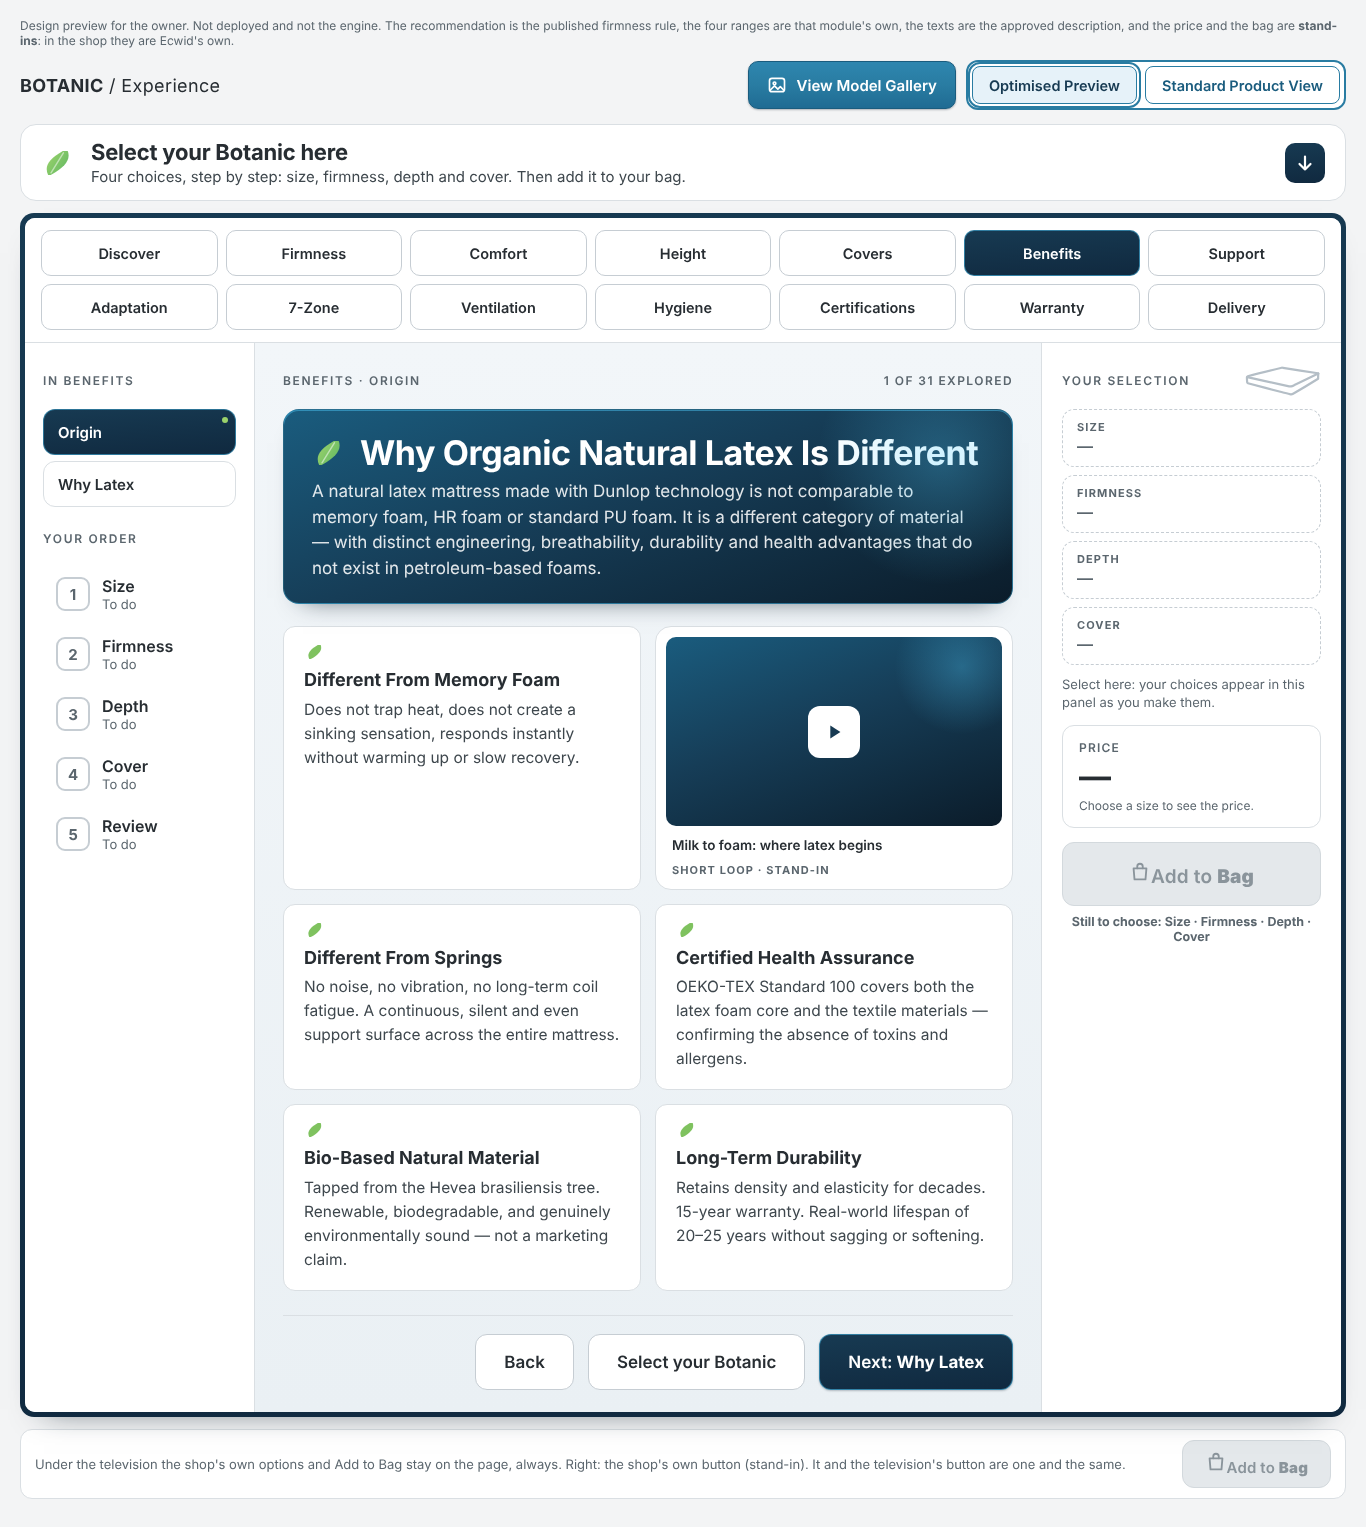 Design preview for the owner. Not deployed and not the engine. The recommendation is the published firmness rule, the four ranges are that module's own, the texts are the approved description, and the price and the bag are stand-
ins: in the shop they are Ecwid's own.
BOTANIC / Experience
View Model Gallery
Optimised Preview
Standard Product View
Select your Botanic here
Four choices, step by step: size, firmness, depth and cover. Then add it to your bag.
Discover
Firmness
Comfort
Height
Covers
Benefits
Support
Adaptation
7-Zone
Ventilation
Hygiene
Certifications
Warranty
Delivery
IN BENEFITS
Origin
Why Latex
YOUR ORDER
1 Size
To do
2 Firmness
To do
3 Depth
To do
4 Cover
To do
5 Review
To do
BENEFITS · ORIGIN
1 OF 31 EXPLORED
Why Organic Natural Latex Is Different
A natural latex mattress made with Dunlop technology is not comparable to
memory foam, HR foam or standard PU foam. It is a different category of material
— with distinct engineering, breathability, durability and health advantages that do
not exist in petroleum-based foams.
Different From Memory Foam
Does not trap heat, does not create a
sinking sensation, responds instantly
without warming up or slow recovery.
Milk to foam: where latex begins
SHORT LOOP · STAND-IN
Different From Springs
No noise, no vibration, no long-term coil
fatigue. A continuous, silent and even
support surface across the entire mattress.
Certified Health Assurance
OEKO-TEX Standard 100 covers both the
latex foam core and the textile materials —
confirming the absence of toxins and
allergens.
Bio-Based Natural Material
Tapped from the Hevea brasiliensis tree.
Renewable, biodegradable, and genuinely
environmentally sound — not a marketing
claim.
Long-Term Durability
Retains density and elasticity for decades.
15-year warranty. Real-world lifespan of
20–25 years without sagging or softening.
Back
Select your Botanic
Next: Why Latex
YOUR SELECTION
SIZE
—
FIRMNESS
—
DEPTH
—
COVER
—
Select here: your choices appear in this
panel as you make them.
PRICE
—
Choose a size to see the price.
Add to Bag
Still to choose: Size · Firmness · Depth ·
Cover
Under the television the shop's own options and Add to Bag stay on the page, always. Right: the shop's own button (stand-in). It and the television's button are one and the same.
Add to Bag